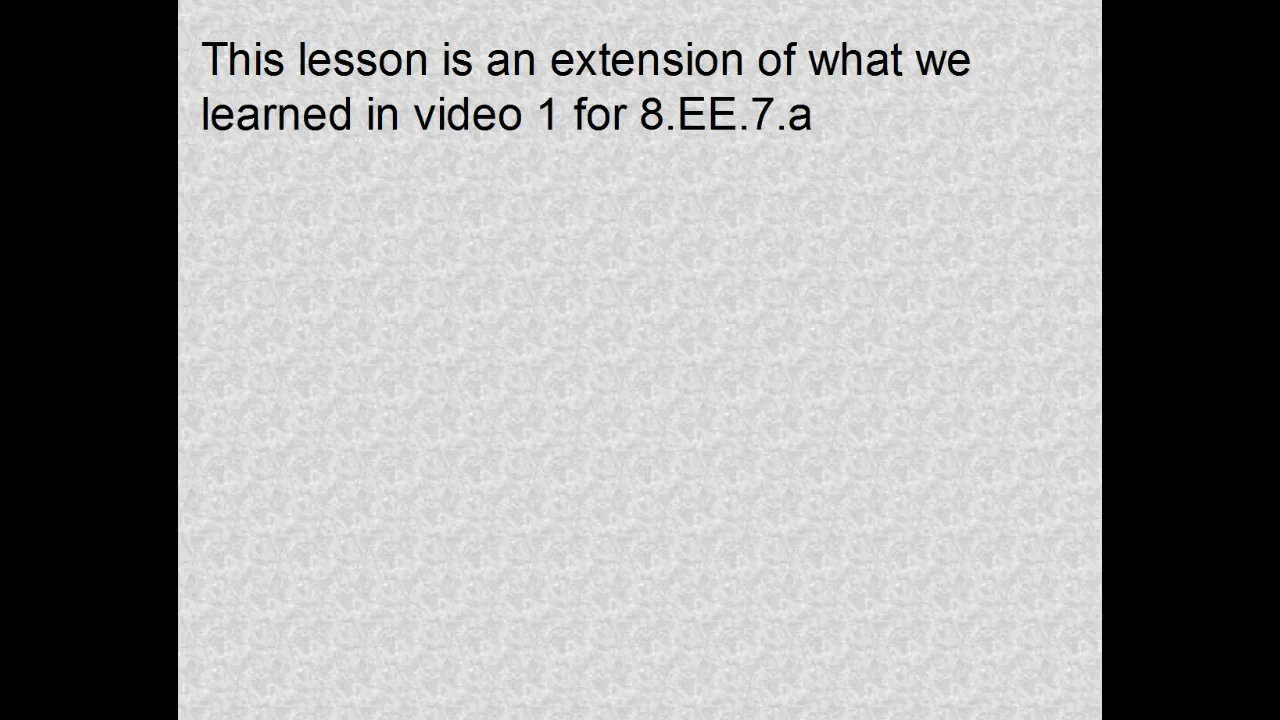 This lesson is an extension of what we
learned in video 1 for 8.EE.7.a